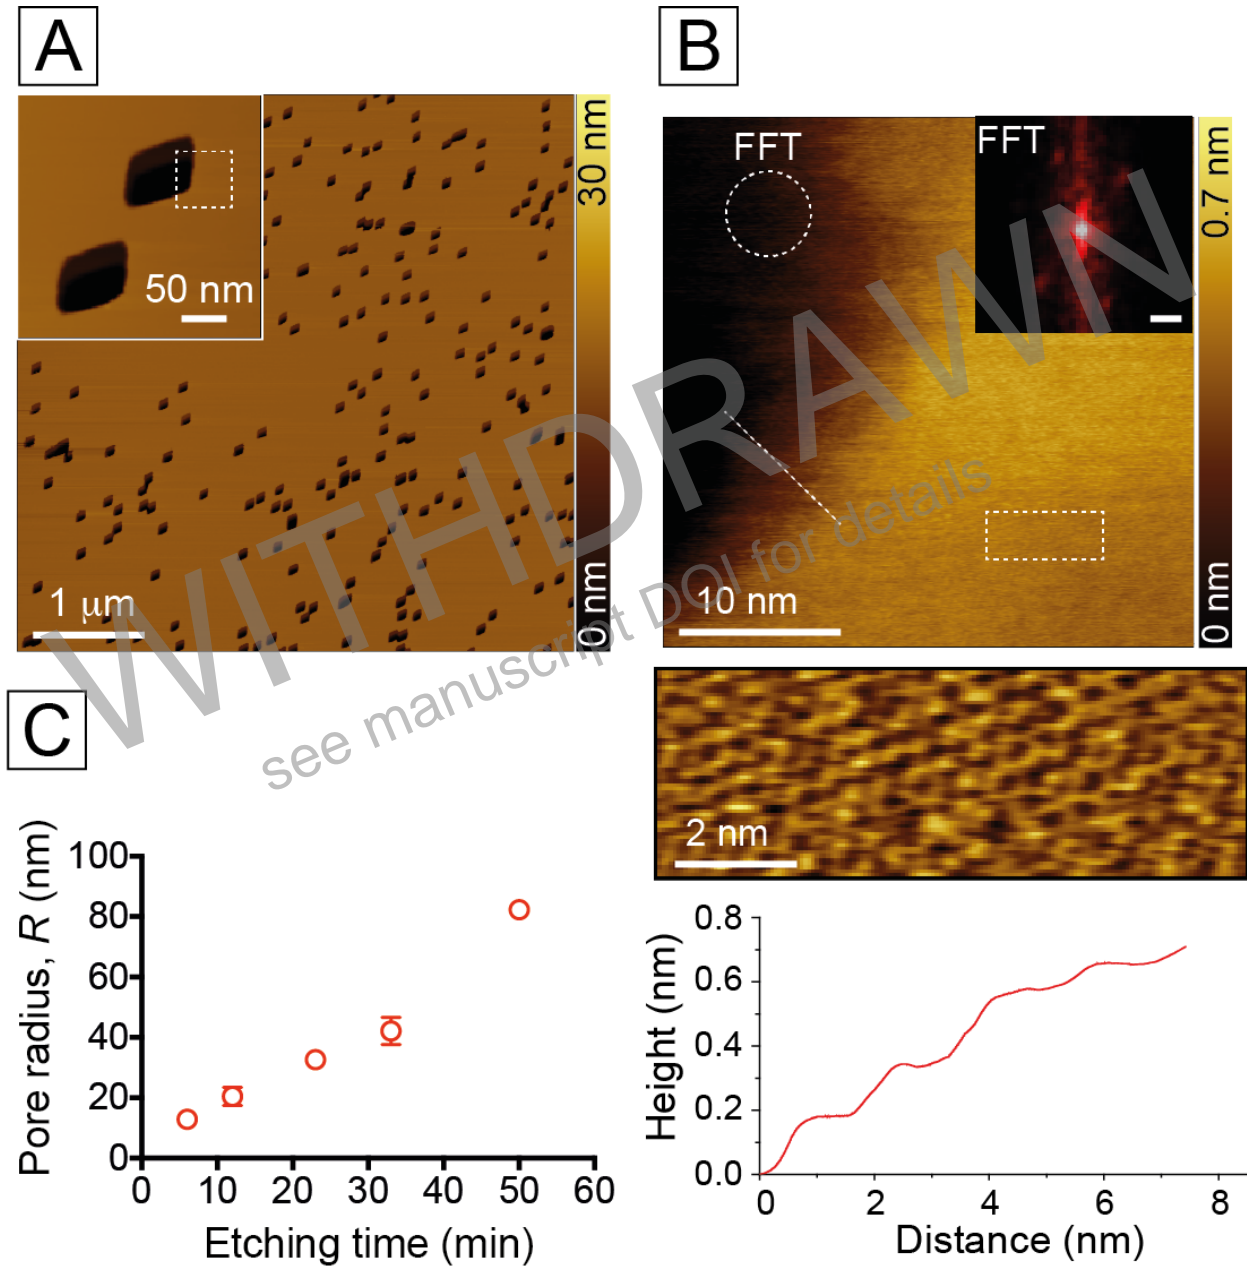 A
50 nm
1 μm
30 nm
0 nm
B
FFT
FFT
10 nm
0.7 nm
0 nm
2 nm
0.8
0.6
0.4
0.2
0.0
Height (nm)
0 2 4 6 8
Distance (nm)
C
100
80
60
40
20
0
Pore radius, R (nm)
0 10 20 30 40 50 60
Etching time (min)
WITHDRAWN
see manuscript DOI for details